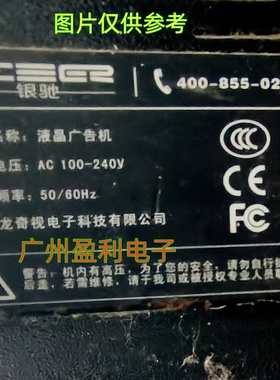 图片仅供参考
银驰
400-855-02
名称：液晶广告机
电压：AC 100-240V
频率：50/60Hz
龙奇视电子科技有限公司
广州盈利电子
警告：机内有高压，为了您的安全，请勿自行
后盖，若需维修，请于我司或被授权专业人员
CCC
CE
FC